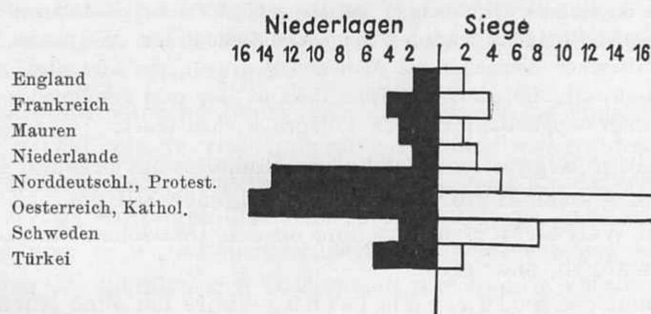 Niederlagen Siege
16 14 12 10 8 6 4 2 2 4 6 8 10 12 14 16
England
Frankreich
Mauren
Niederlande
Norddeutschl., Protest.
Oesterreich, Kathol.
Schweden
Türkei